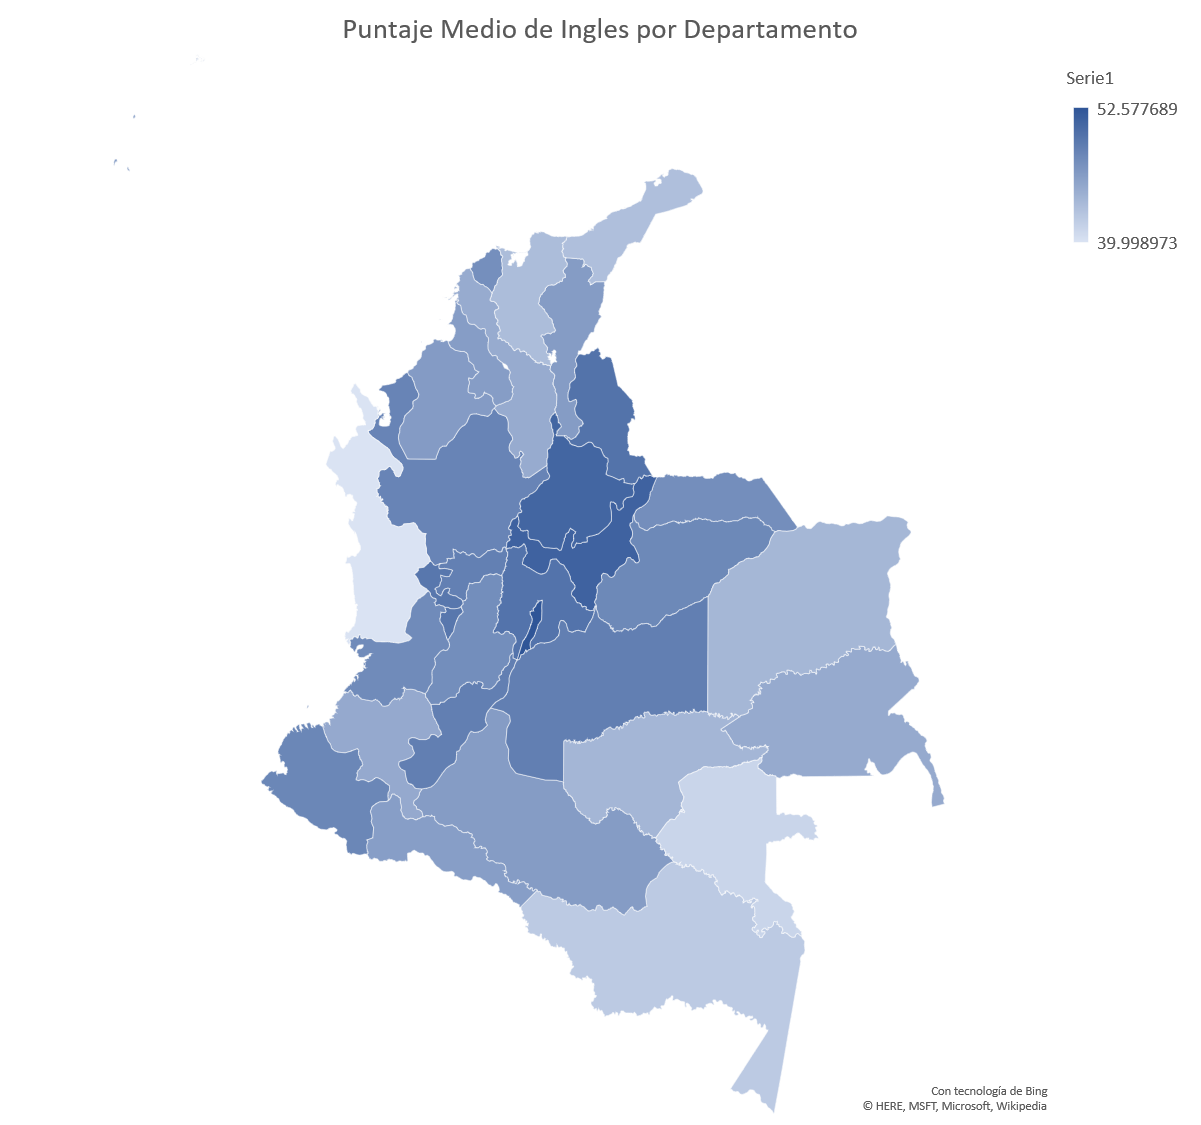 Puntaje Medio de Ingles por Departamento
Serie1
52.577689
39.998973
Con tecnología de Bing
© HERE, MSFT, Microsoft, Wikipedia